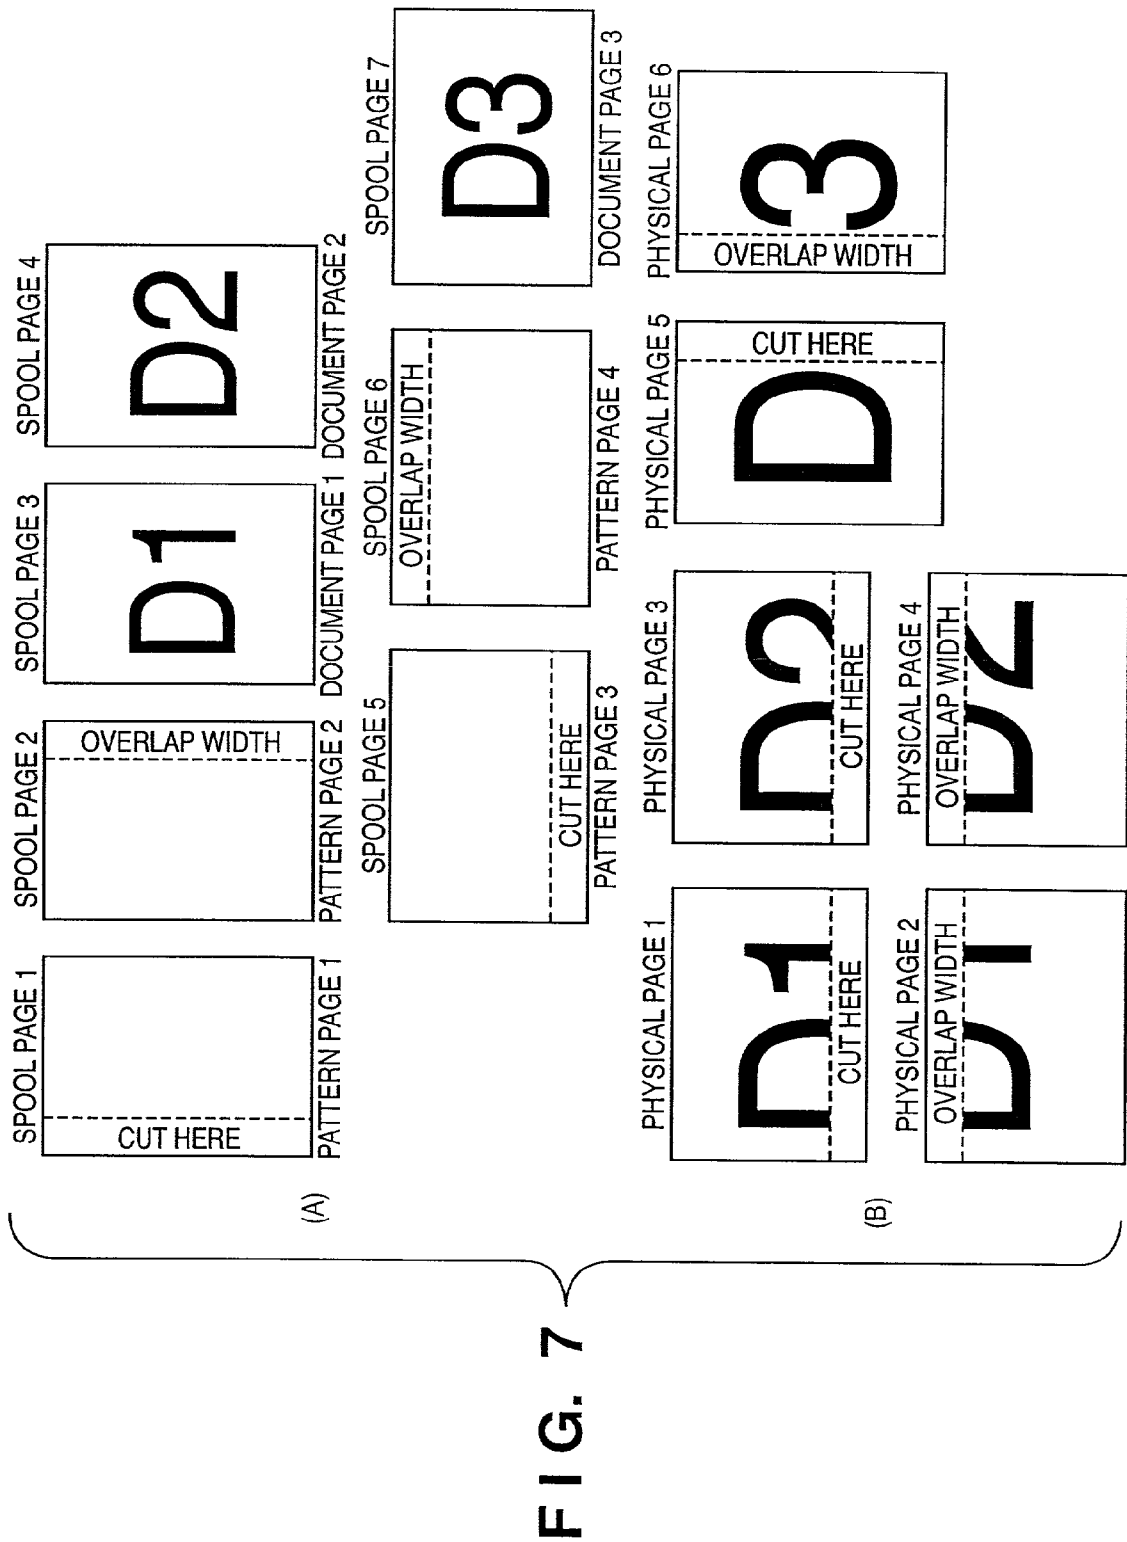 FIG. 7
(A)
SPOOL PAGE 1
CUT HERE
PATTERN PAGE 1
SPOOL PAGE 2
OVERLAP WIDTH
PATTERN PAGE 2
SPOOL PAGE 3
D1
DOCUMENT PAGE 1
SPOOL PAGE 4
D2
DOCUMENT PAGE 2
SPOOL PAGE 5
CUT HERE
PATTERN PAGE 3
SPOOL PAGE 6
OVERLAP WIDTH
PATTERN PAGE 4
SPOOL PAGE 7
D3
DOCUMENT PAGE 3
(B)
PHYSICAL PAGE 1
D1
CUT HERE
PHYSICAL PAGE 2
OVERLAP WIDTH
D1
PHYSICAL PAGE 3
D2
CUT HERE
PHYSICAL PAGE 4
OVERLAP WIDTH
D2
PHYSICAL PAGE 5
D
CUT HERE
PHYSICAL PAGE 6
OVERLAP WIDTH
3